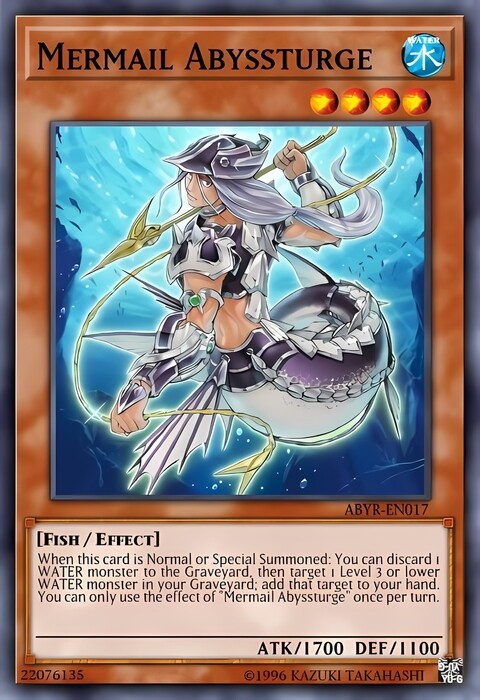 Mermail Abyssturge
WATER
水
ABYR-EN017
[Fish / Effect]
When this card is Normal or Special Summoned: You can discard 1
WATER monster to the Graveyard, then target 1 Level 3 or lower
WATER monster in your Graveyard; add that target to your hand.
You can only use the effect of "Mermail Abyssturge" once per turn.
ATK/1700 DEF/1100
22076135
©1996 KAZUKI TAKAHASHI